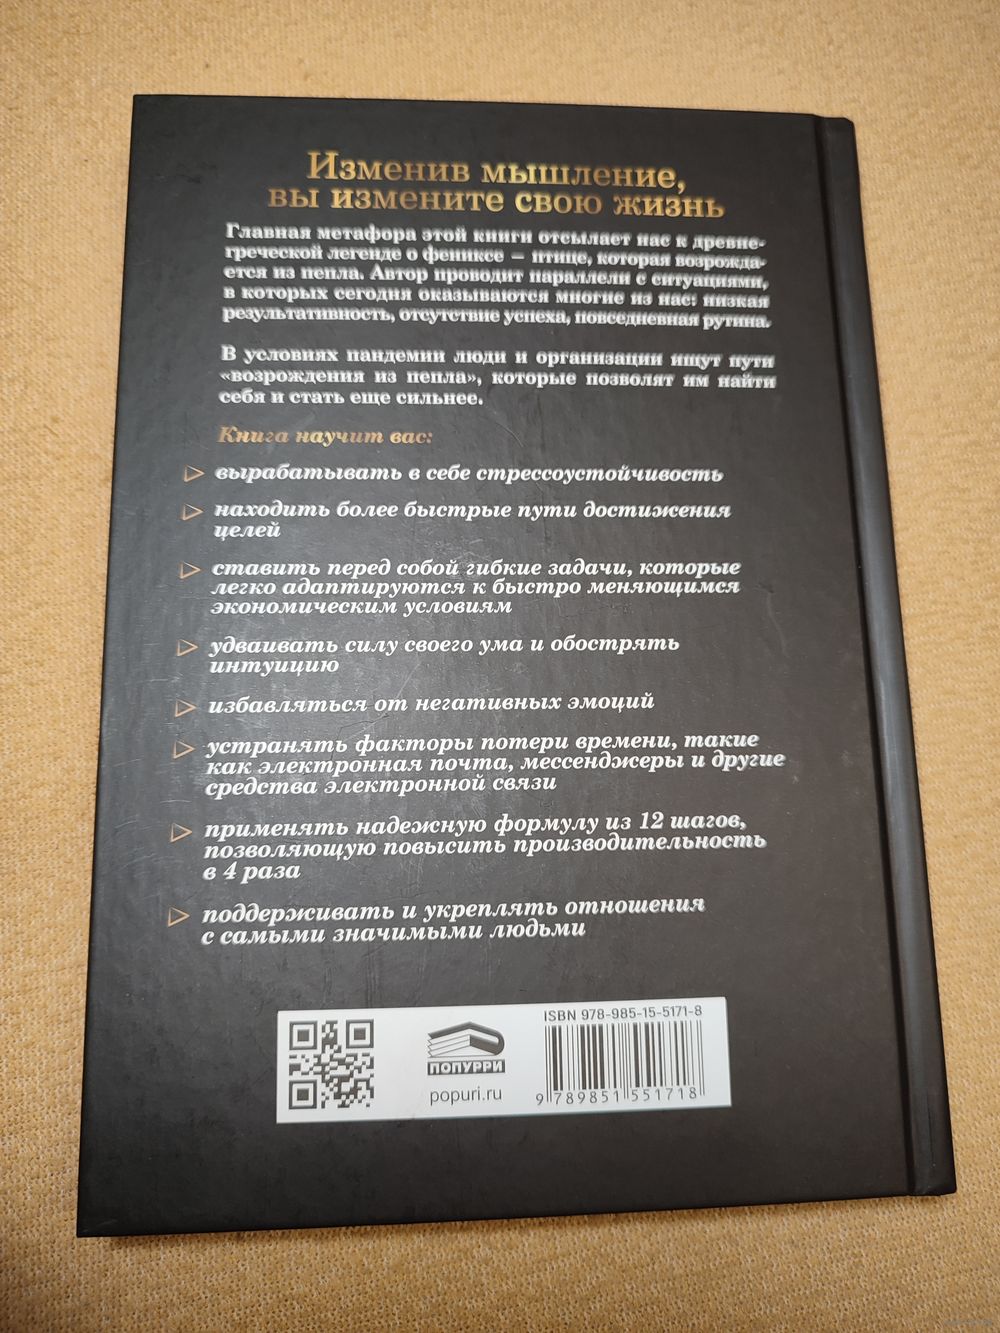 Изменив мышление,
вы измените свою жизнь
Главная метафора этой книги отсылает нас к древне-
греческой легенде о фениксе — птице, которая возрожда-
ется из пепла. Автор проводит параллели с ситуациями,
в которых сегодня оказываются многие из нас: низкая
результативность, отсутствие успеха, повседневная рутина.
В условиях пандемии люди и организации ищут пути
«возрождения из пепла», которые позволят им найти
себя и стать еще сильнее.
Книга научит вас:
вырабатывать в себе стрессоустойчивость
находить более быстрые пути достижения
целей
ставить перед собой гибкие задачи, которые
легко адаптируются к быстро меняющимся
экономическим условиям
удваивать силу своего ума и обострять
интуицию
избавляться от негативных эмоций
устранять факторы потери времени, такие
как электронная почта, мессенджеры и другие
средства электронной связи
применять надежную формулу из 12 шагов,
позволяющую повысить производительность
в 4 раза
поддерживать и укреплять отношения
с самыми значимыми людьми
ПОПУРРИ
popuri.ru
ISBN 978-985-15-5171-8
9 789851 551718